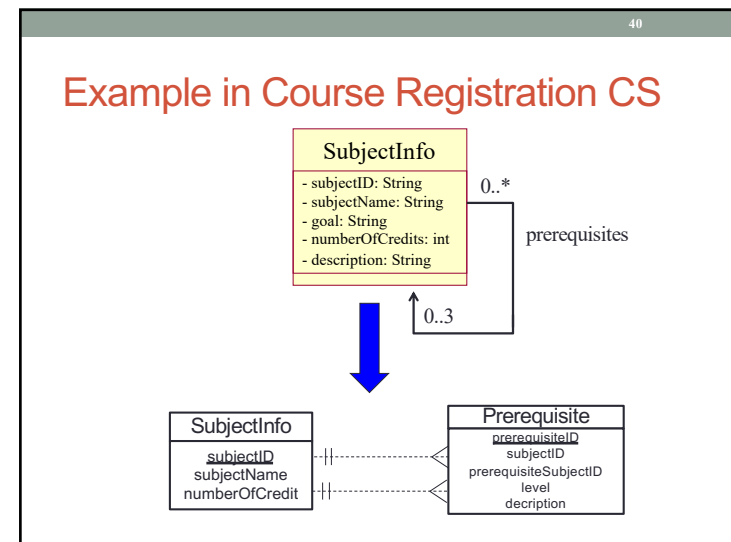 40
Example in Course Registration CS
SubjectInfo
- subjectID: String
- subjectName: String
- goal: String
- numberOfCredits: int
- description: String
0..*
prerequisites
0..3
SubjectInfo
subjectID
subjectName
numberOfCredit
Prerequisite
prerequisiteID
subjectID
prerequisiteSubjectID
level
decription